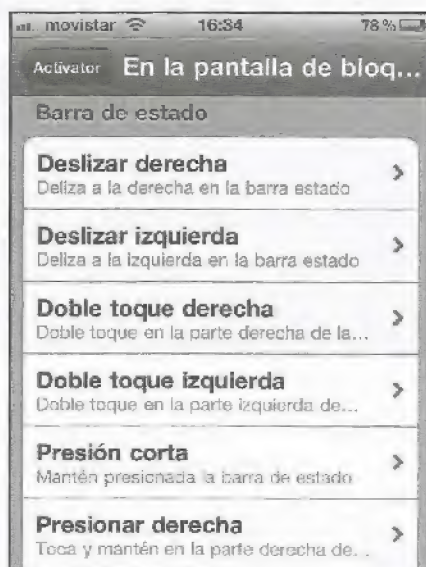 movistar 16:34 78 %
Activator En la pantalla de bloq...
Barra de estado
Deslizar derecha
Deliza a la derecha en la barra estado
Deslizar izquierda
Deliza a la izquierda en la barra estado
Doble toque derecha
Doble toque en la parte derecha de la...
Doble toque izquierda
Doble toque en la parte izquierda de...
Presión corta
Mantén presionada la barra de estado
Presionar derecha
Toca y mantén en la parte derecha de...